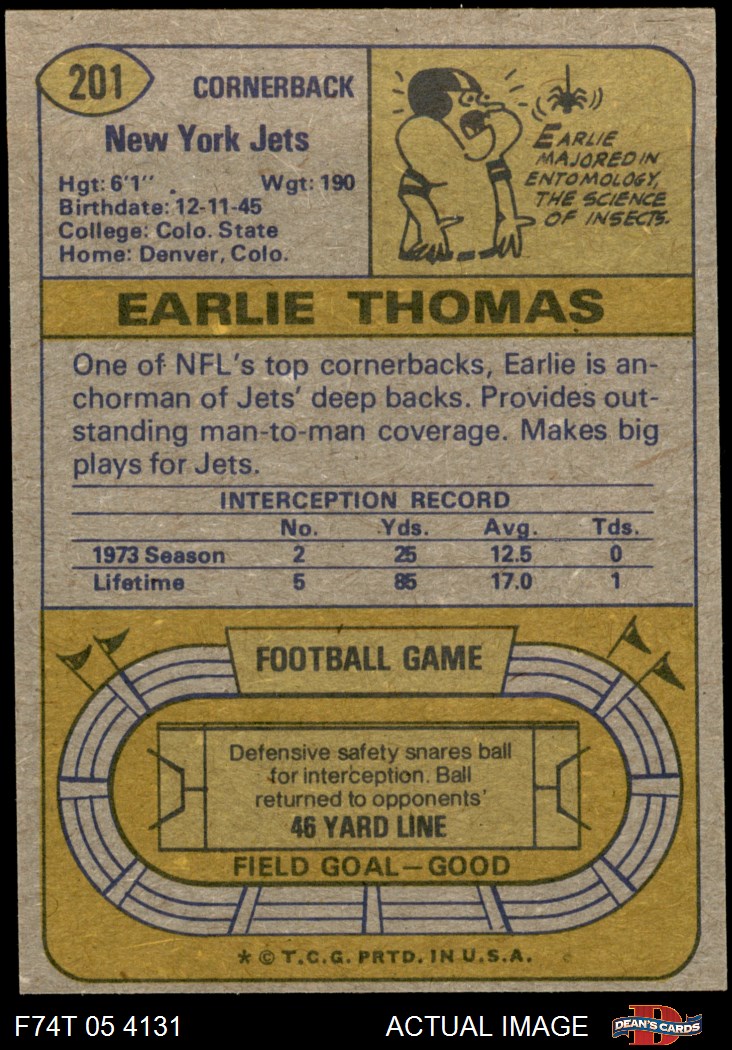 201
CORNERBACK
New York Jets
Hgt: 6'1" Wgt: 190
Birthdate: 12-11-45
College: Colo. State
Home: Denver, Colo.
EARLIE
MAJORED IN
ENTOMOLOGY,
THE SCIENCE
OF INSECTS.
EARLIE THOMAS
One of NFL's top cornerbacks, Earlie is an-
chorman of Jets' deep backs. Provides out-
standing man-to-man coverage. Makes big
plays for Jets.
INTERCEPTION RECORD
No. Yds. Avg. Tds.
1973 Season 2 25 12.5 0
Lifetime 5 85 17.0 1
FOOTBALL GAME
Defensive safety snares ball
for interception. Ball
returned to opponents'
46 YARD LINE
FIELD GOAL—GOOD
* © T.C.G. PRTD. IN U.S.A.
F74T 05 4131 ACTUAL IMAGE
D
DEAN'S CARDS